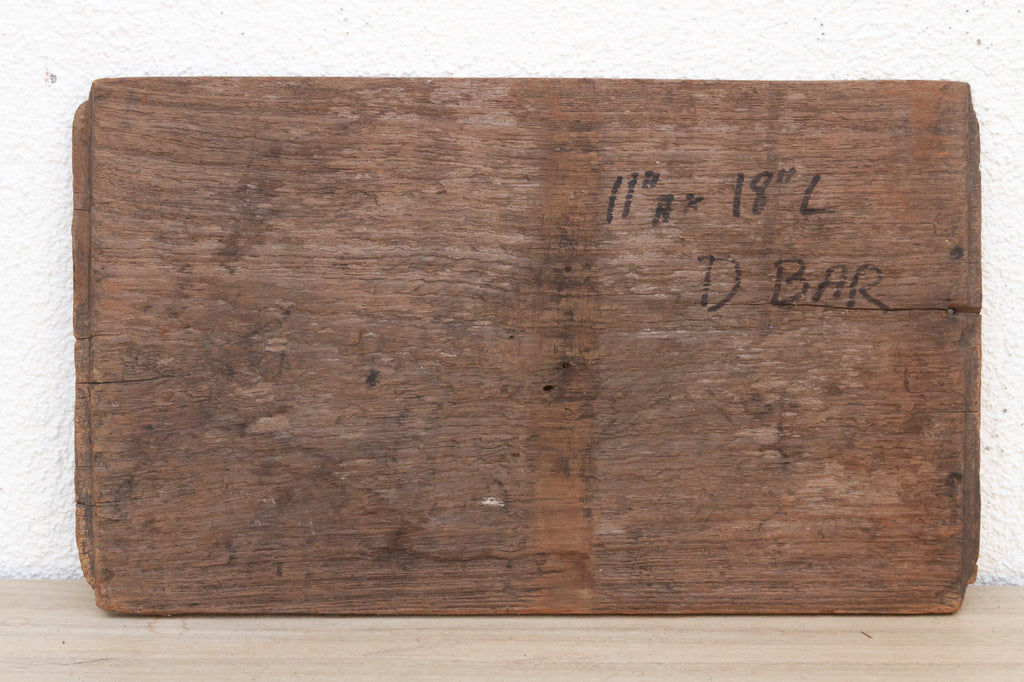 11" H x 18" L
D BAR